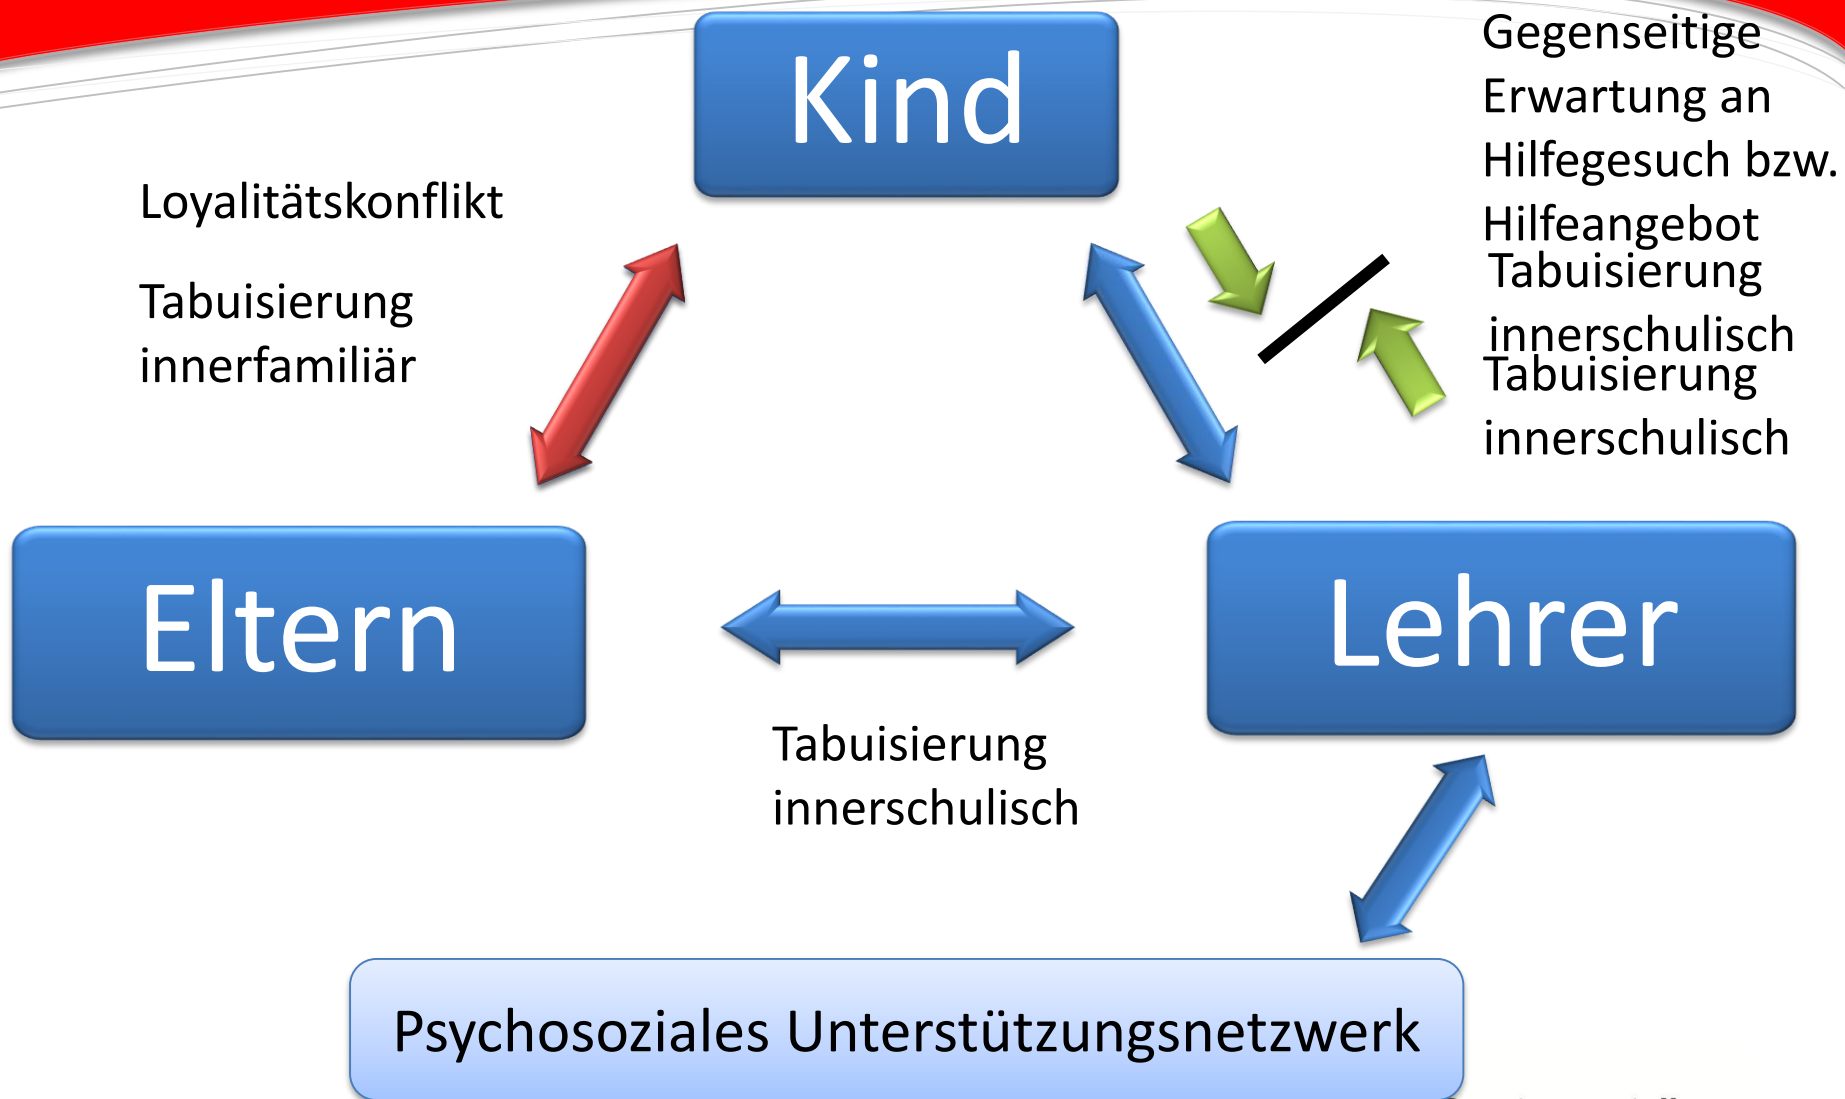 Kind
Gegenseitige
Erwartung an
Hilfegesuch bzw.
Hilfeangebot
Tabuisierung
innerschulisch
Tabuisierung
innerschulisch
Loyalitätskonflikt
Tabuisierung
innerfamiliär
Eltern
Lehrer
Tabuisierung
innerschulisch
Psychosoziales Unterstützungsnetzwerk